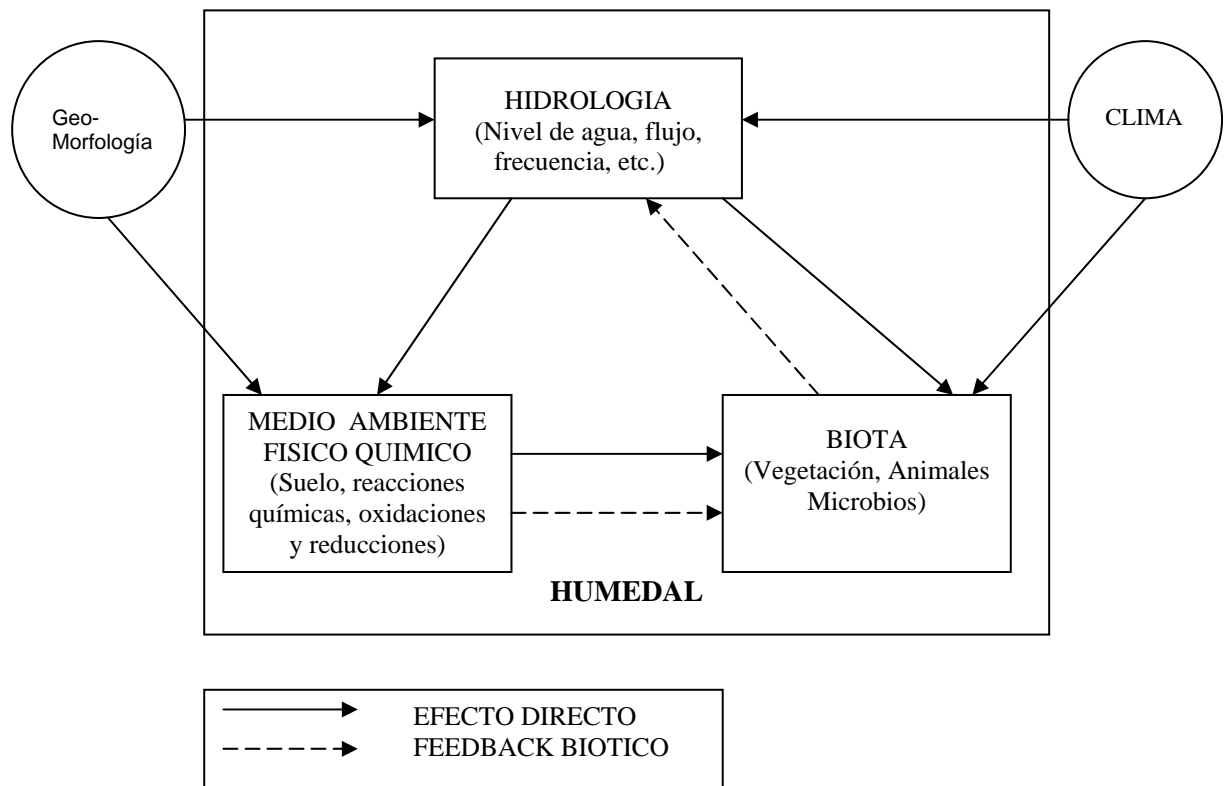 Geo-
Morfología
HIDROLOGIA
(Nivel de agua, flujo,
frecuencia, etc.)
CLIMA
MEDIO AMBIENTE
FISICO QUIMICO
(Suelo, reacciones
químicas, oxidaciones
y reducciones)
BIOTA
(Vegetación, Animales
Microbios)
HUMEDAL
EFECTO DIRECTO
FEEDBACK BIOTICO